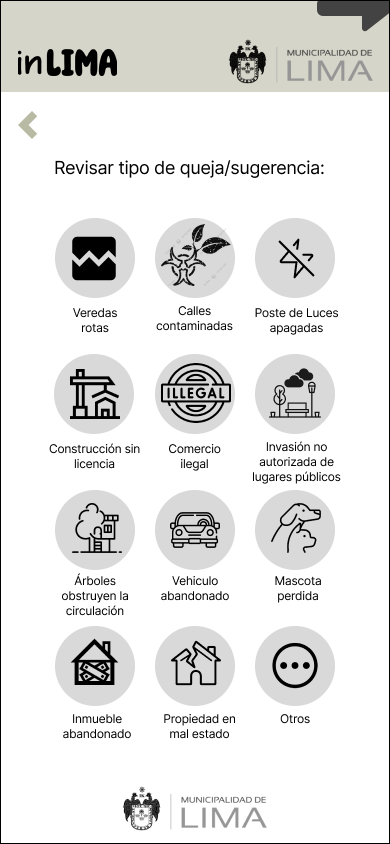 inLIMA
MUNICIPALIDAD DE
LIMA
Revisar tipo de queja/sugerencia:
Veredas
rotas
Calles
contaminadas
Poste de Luces
apagadas
Construcción sin
licencia
ILLEGAL
Comercio
ilegal
Invasión no
autorizada de
lugares públicos
Árboles
obstruyen la
circulación
Vehiculo
abandonado
Mascota
perdida
Inmueble
abandonado
Propiedad en
mal estado
Otros
MUNICIPALIDAD DE
LIMA